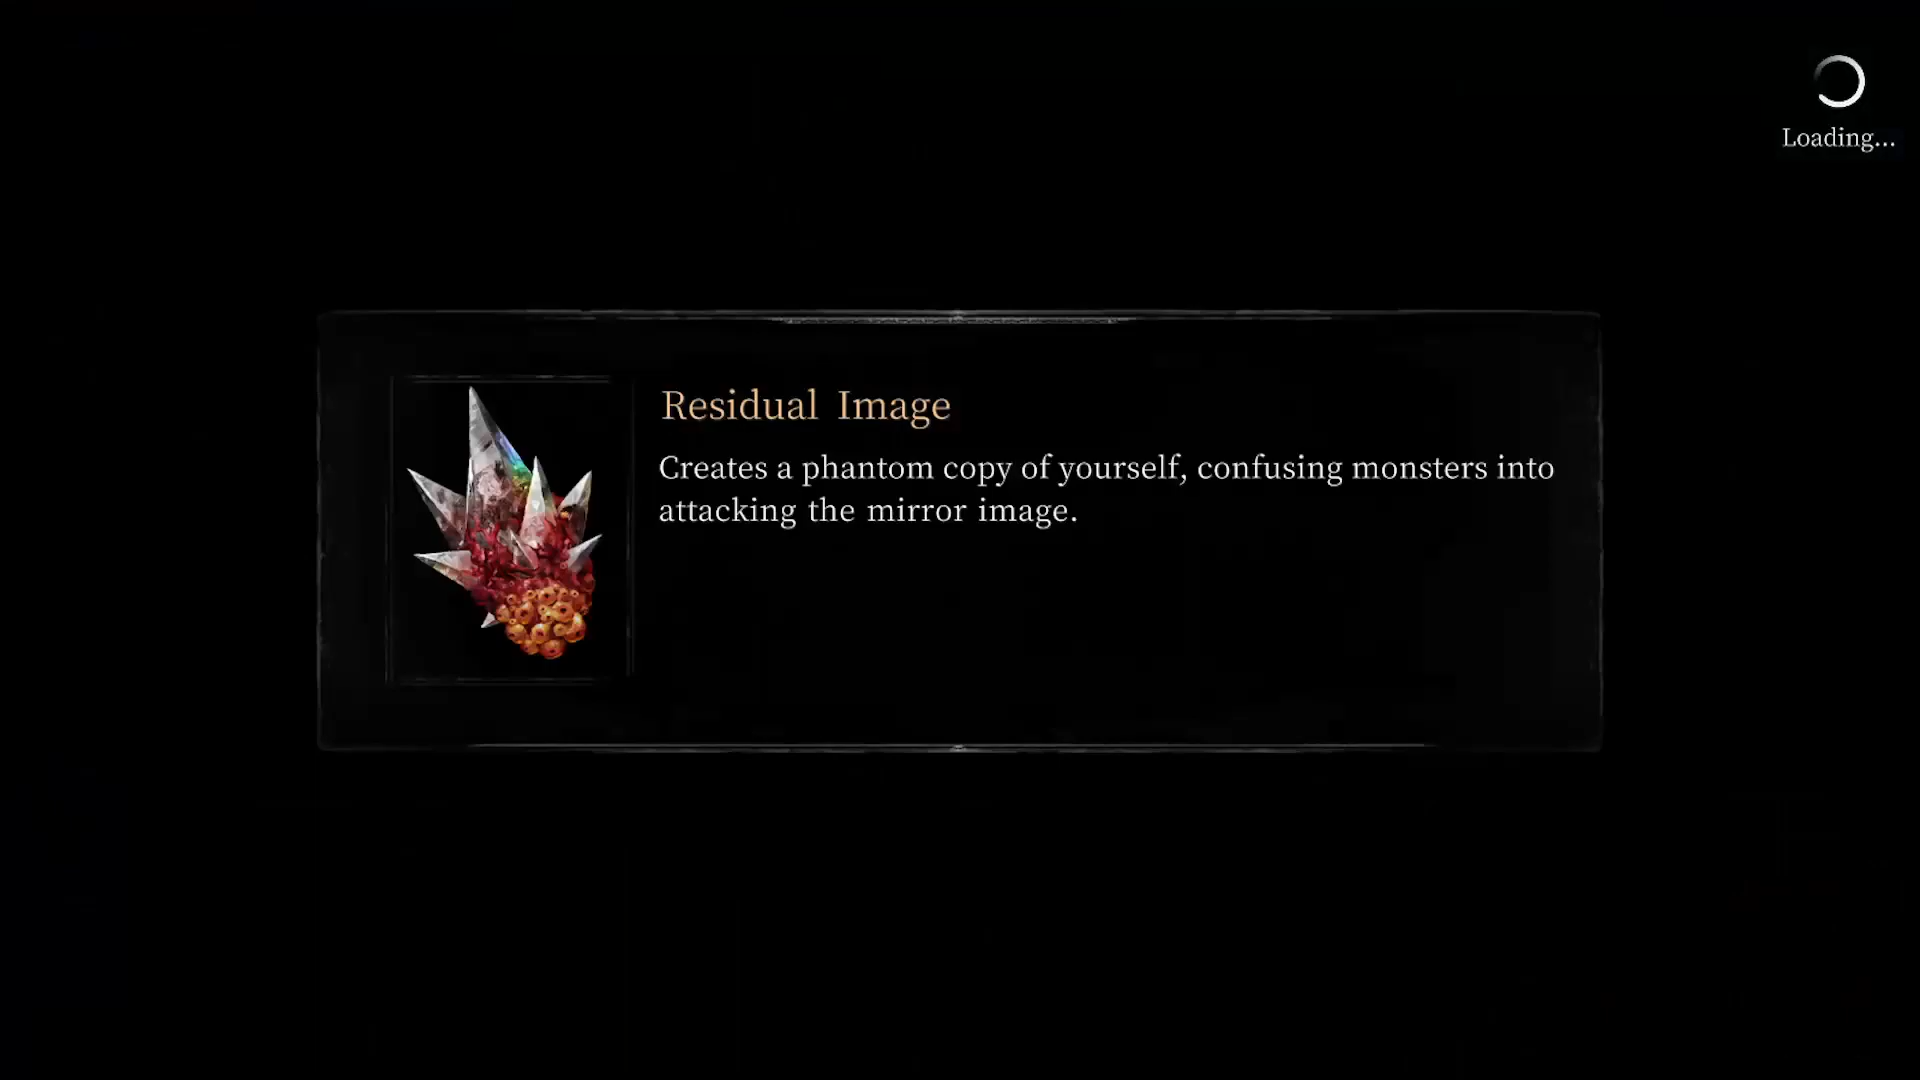 Loading...
Residual Image
Creates a phantom copy of yourself, confusing monsters into
attacking the mirror image.